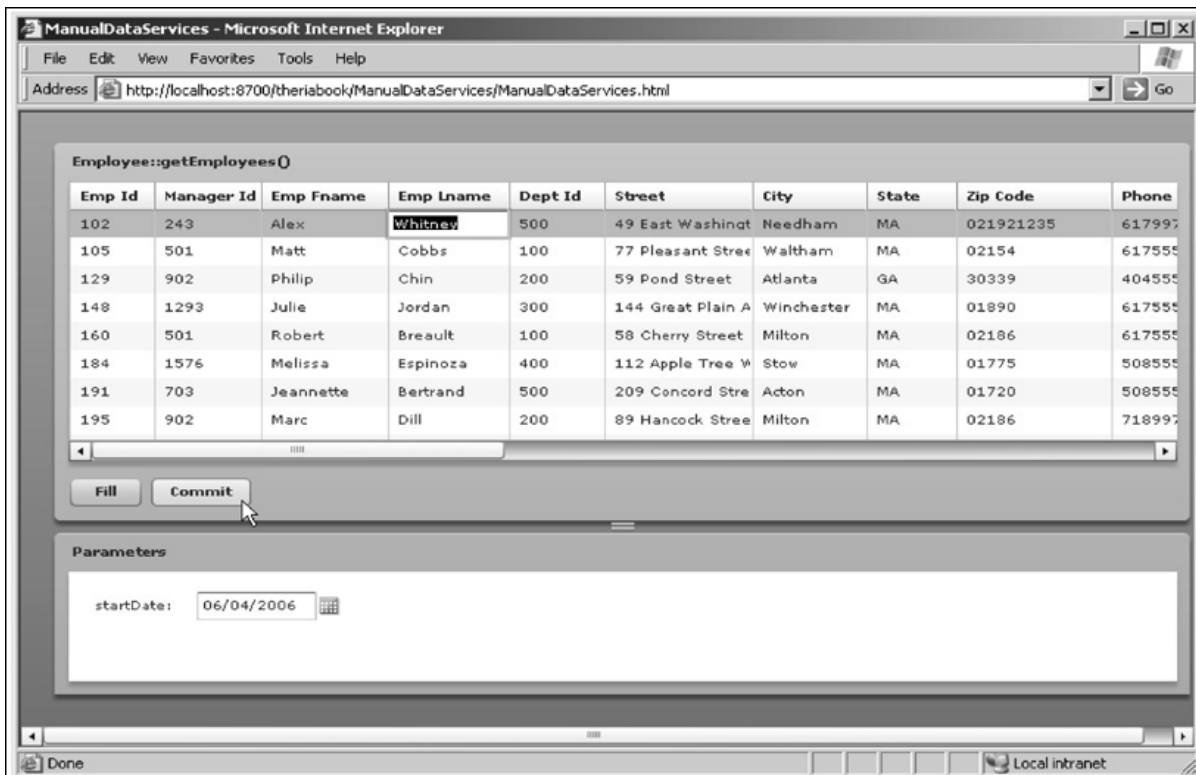 ManualDataServices - Microsoft Internet Explorer
File Edit View Favorites Tools Help
Address http://localhost:8700/theriabook/ManualDataServices/ManualDataServices.html Go
Employee::getEmployees()
Emp Id Manager Id Emp Fname Emp Lname Dept Id Street City State Zip Code Phone
102 243 Alex Whitney 500 49 East Washingt Needham MA 021921235 617997
105 501 Matt Cobbs 100 77 Pleasant Stree Waltham MA 02154 617555
129 902 Philip Chin 200 59 Pond Street Atlanta GA 30339 404555
148 1293 Julie Jordan 300 144 Great Plain A Winchester MA 01890 617555
160 501 Robert Breault 100 58 Cherry Street Milton MA 02186 617555
184 1576 Melissa Espinoza 400 112 Apple Tree W Stow MA 01775 508555
191 703 Jeannette Bertrand 500 209 Concord Stre Acton MA 01720 508555
195 902 Marc Dill 200 89 Hancock Stree Milton MA 02186 718997
Fill Commit
Parameters
startDate: 06/04/2006
Done Local intranet